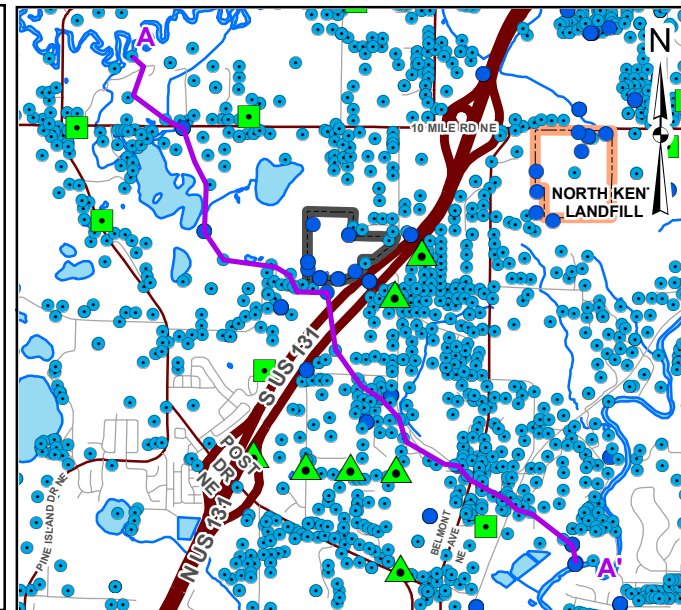 A
N
10 MILE RD NE
NORTH KENT
LANDFILL
S US 131
POST
DR
NE
N US 131
PINE ISLAND DR NE
BELMONT
AVE
NE
A'